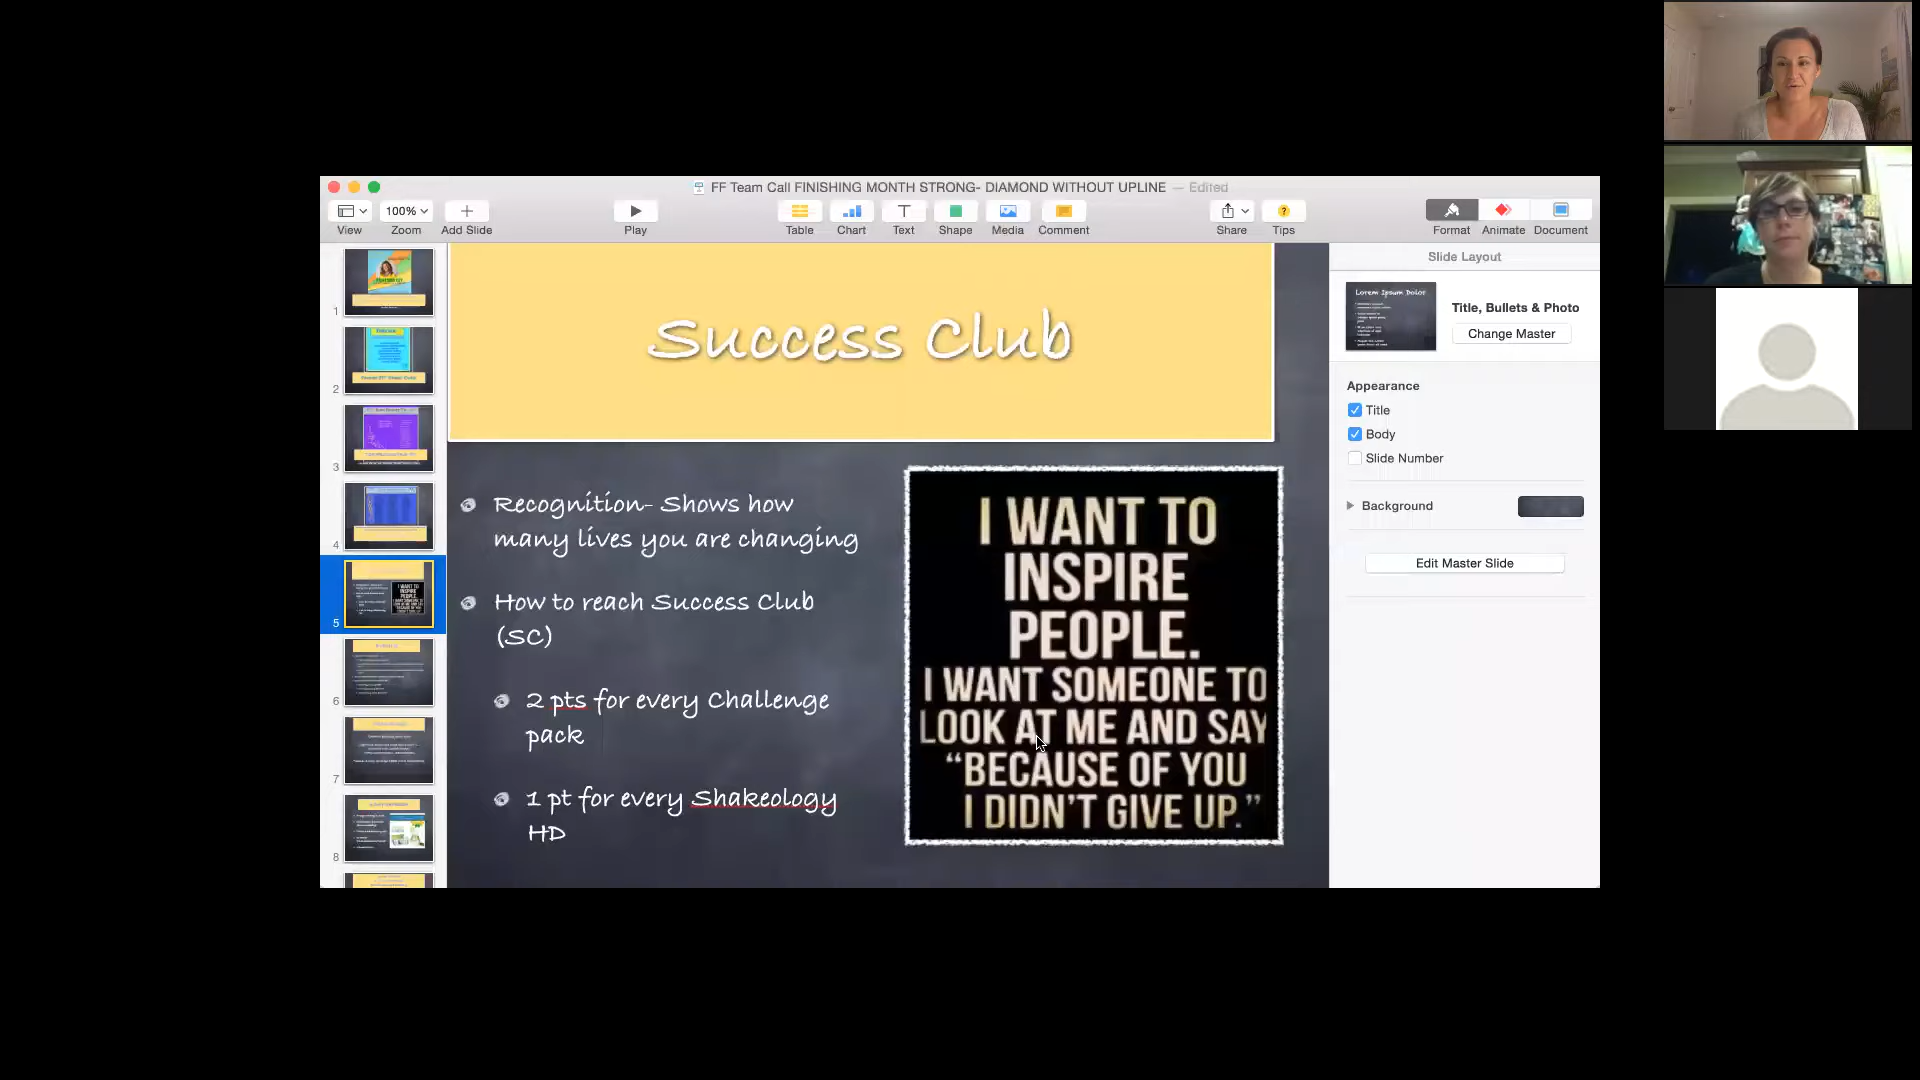 FF Team Call FINISHING MONTH STRONG- DIAMOND WITHOUT UPLINE — Edited
100%
View
Zoom
Add Slide
Play
Table
Chart
Text
Shape
Media
Comment
Share
Tips
Format
Animate
Document
1
2
3
4
5
6
7
8
Success Club
Recognition- Shows how
many lives you are changing
How to reach Success Club
(SC)
2 pts for every Challenge
pack
1 pt for every Shakeology
HD
I WANT TO
INSPIRE
PEOPLE.
I WANT SOMEONE TO
LOOK AT ME AND SAY
“BECAUSE OF YOU
I DIDN'T GIVE UP.”
Slide Layout
Lorem Ipsum Dolor
Title, Bullets & Photo
Change Master
Appearance
Title
Body
Slide Number
Background
Edit Master Slide